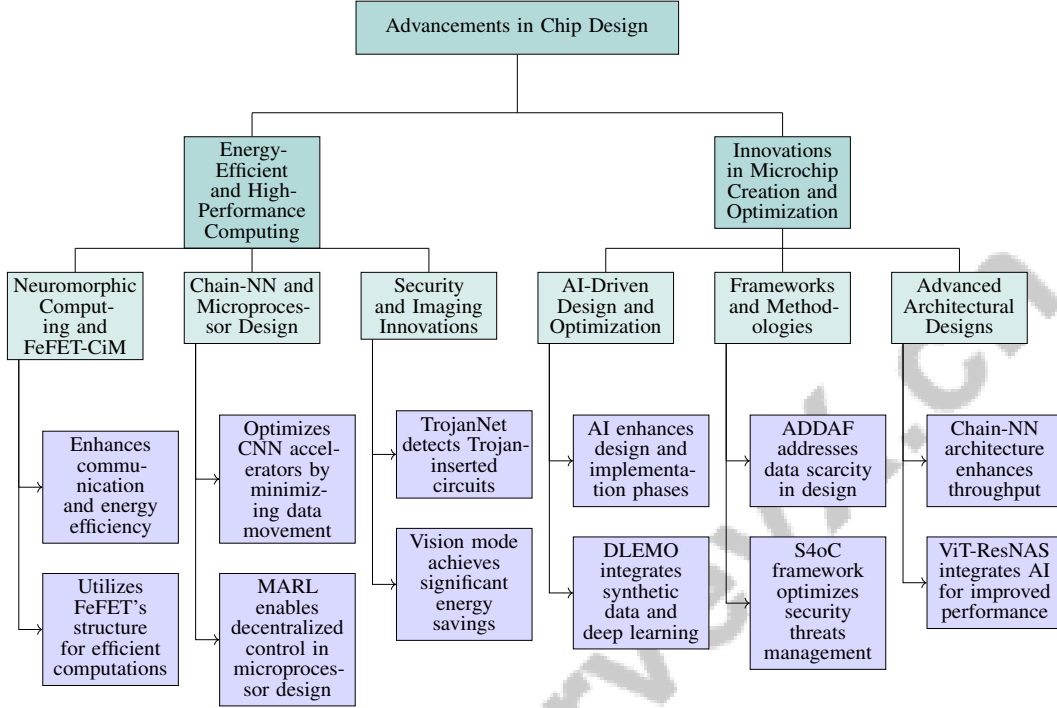 Advancements in Chip Design
Energy-
Efficient
and High-
Performance
Computing
Innovations
in Microchip
Creation and
Optimization
Neuromorphic
Comput-
ing and
FeFET-CiM
Chain-NN and
Microproces-
sor Design
Security
and Imaging
Innovations
AI-Driven
Design and
Optimization
Frameworks
and Method-
ologies
Advanced
Architectural
Designs
Enhances
commu-
nication
and energy
efficiency
Optimizes
CNN accel-
erators by
minimiz-
ing data
movement
TrojanNet
detects Trojan-
inserted
circuits
AI enhances
design and
implementa-
tion phases
ADDAF
addresses
data scarcity
in design
Chain-NN
architecture
enhances
throughput
Utilizes
FeFET's
structure
for efficient
computations
MARL
enables
decentralized
control in
microproces-
sor design
Vision mode
achieves
significant
energy
savings
DLEMO
integrates
synthetic
data and
deep learning
S4oC
framework
optimizes
security
threats
management
ViT-ResNAS
integrates AI
for improved
performance